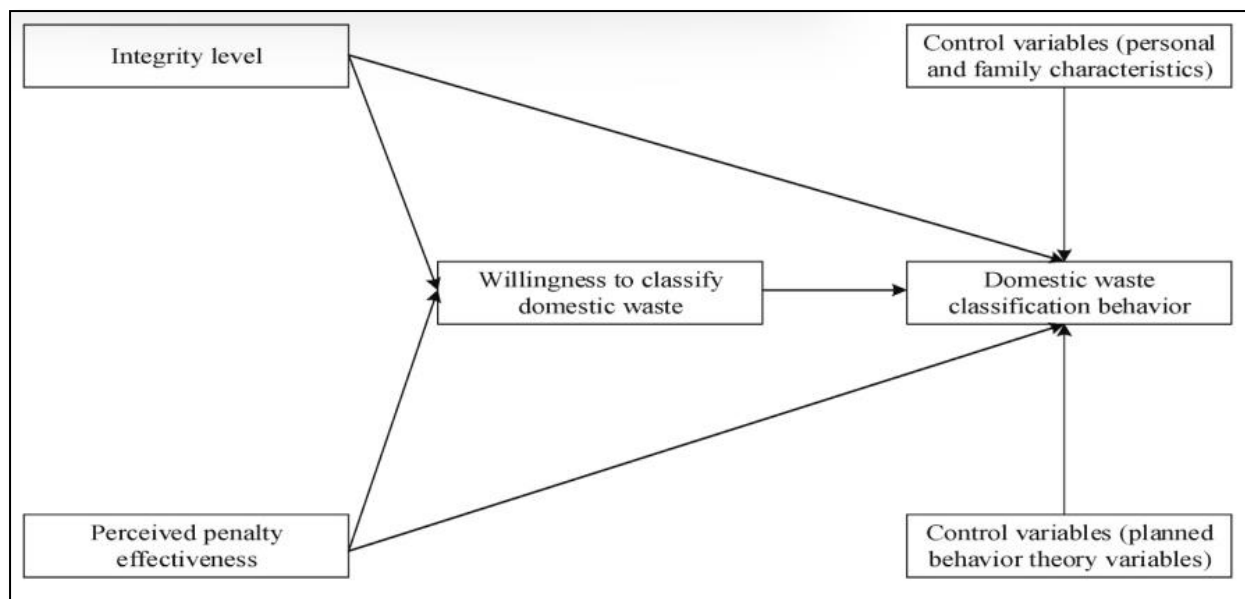 Integrity level
Control variables (personal
and family characteristics)
Willingness to classify
domestic waste
Domestic waste
classification behavior
Perceived penalty
effectiveness
Control variables (planned
behavior theory variables)